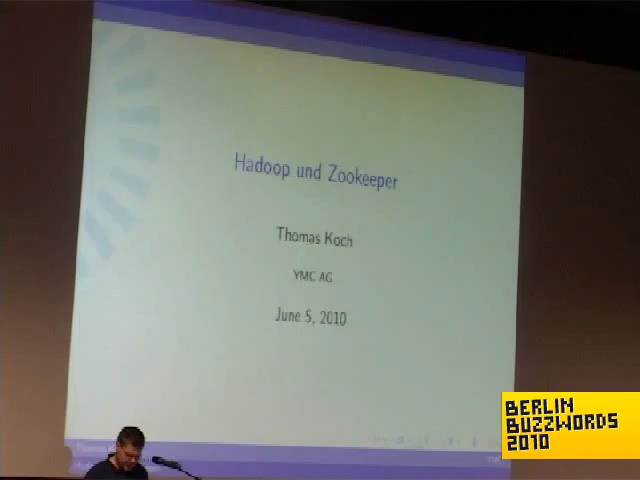 Hadoop und Zookeeper
Thomas Koch
YMC AG
June 5, 2010
BERLIN
BUZZWORDS
2010